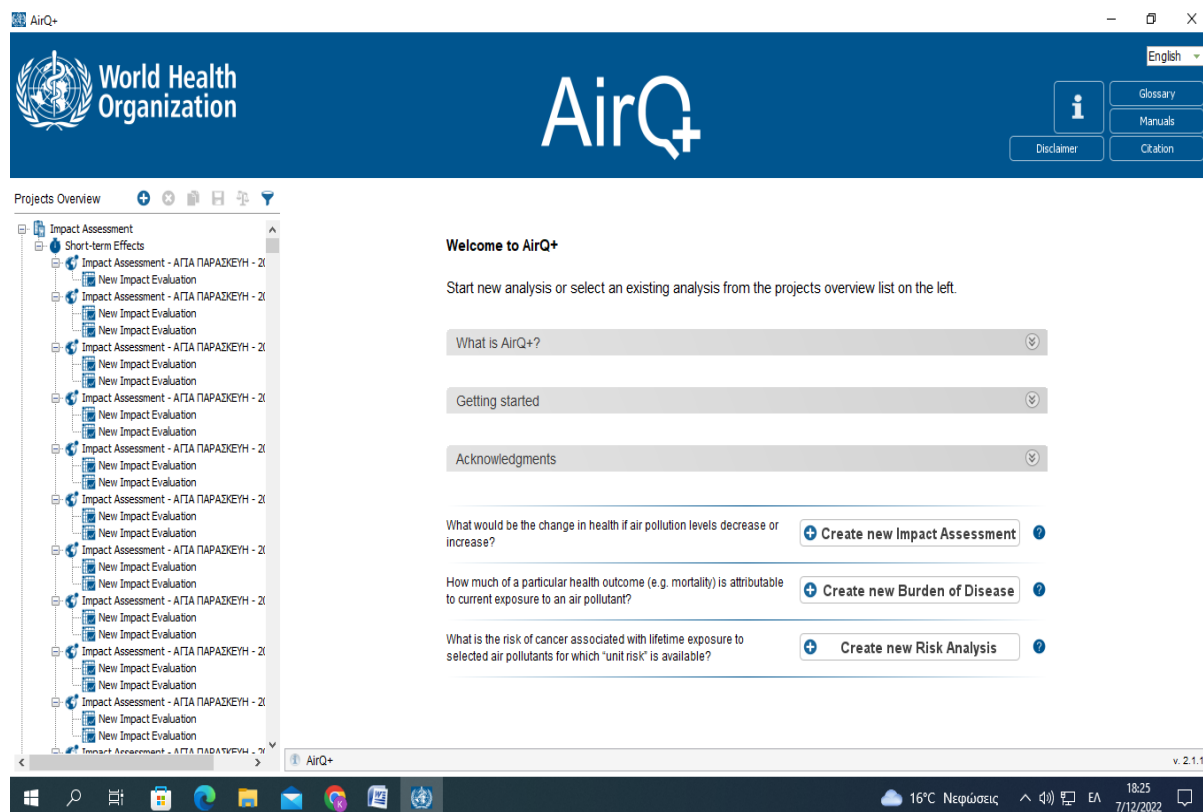 AirQ+
World Health
Organization
AirQ+
English
Glossary
Manuals
Disclaimer
Citation
Projects Overview
Impact Assessment
Short-term Effects
Impact Assessment - ΑΓΙΑ ΠΑΡΑΣΚΕΥΗ - 20
New Impact Evaluation
Impact Assessment - ΑΓΙΑ ΠΑΡΑΣΚΕΥΗ - 20
New Impact Evaluation
New Impact Evaluation
Impact Assessment - ΑΓΙΑ ΠΑΡΑΣΚΕΥΗ - 20
New Impact Evaluation
New Impact Evaluation
Impact Assessment - ΑΓΙΑ ΠΑΡΑΣΚΕΥΗ - 20
New Impact Evaluation
New Impact Evaluation
Impact Assessment - ΑΓΙΑ ΠΑΡΑΣΚΕΥΗ - 20
New Impact Evaluation
New Impact Evaluation
Impact Assessment - ΑΓΙΑ ΠΑΡΑΣΚΕΥΗ - 20
New Impact Evaluation
New Impact Evaluation
Impact Assessment - ΑΓΙΑ ΠΑΡΑΣΚΕΥΗ - 20
New Impact Evaluation
New Impact Evaluation
Impact Assessment - ΑΓΙΑ ΠΑΡΑΣΚΕΥΗ - 20
New Impact Evaluation
New Impact Evaluation
Impact Assessment - ΑΓΙΑ ΠΑΡΑΣΚΕΥΗ - 20
New Impact Evaluation
New Impact Evaluation
Impact Assessment - ΑΓΙΑ ΠΑΡΑΣΚΕΥΗ - 20
New Impact Evaluation
New Impact Evaluation
Impact Assessment - ΑΓΙΑ ΠΑΡΑΣΚΕΥΗ - 20
Welcome to AirQ+
Start new analysis or select an existing analysis from the projects overview list on the left.
What is AirQ+?
Getting started
Acknowledgments
What would be the change in health if air pollution levels decrease or
increase?
Create new Impact Assessment
How much of a particular health outcome (e.g. mortality) is attributable
to current exposure to an air pollutant?
Create new Burden of Disease
What is the risk of cancer associated with lifetime exposure to
selected air pollutants for which "unit risk" is available?
Create new Risk Analysis
AirQ+
v. 2.1.1
16°C Νεφώσεις
ΕΛ
18:25
7/12/2022